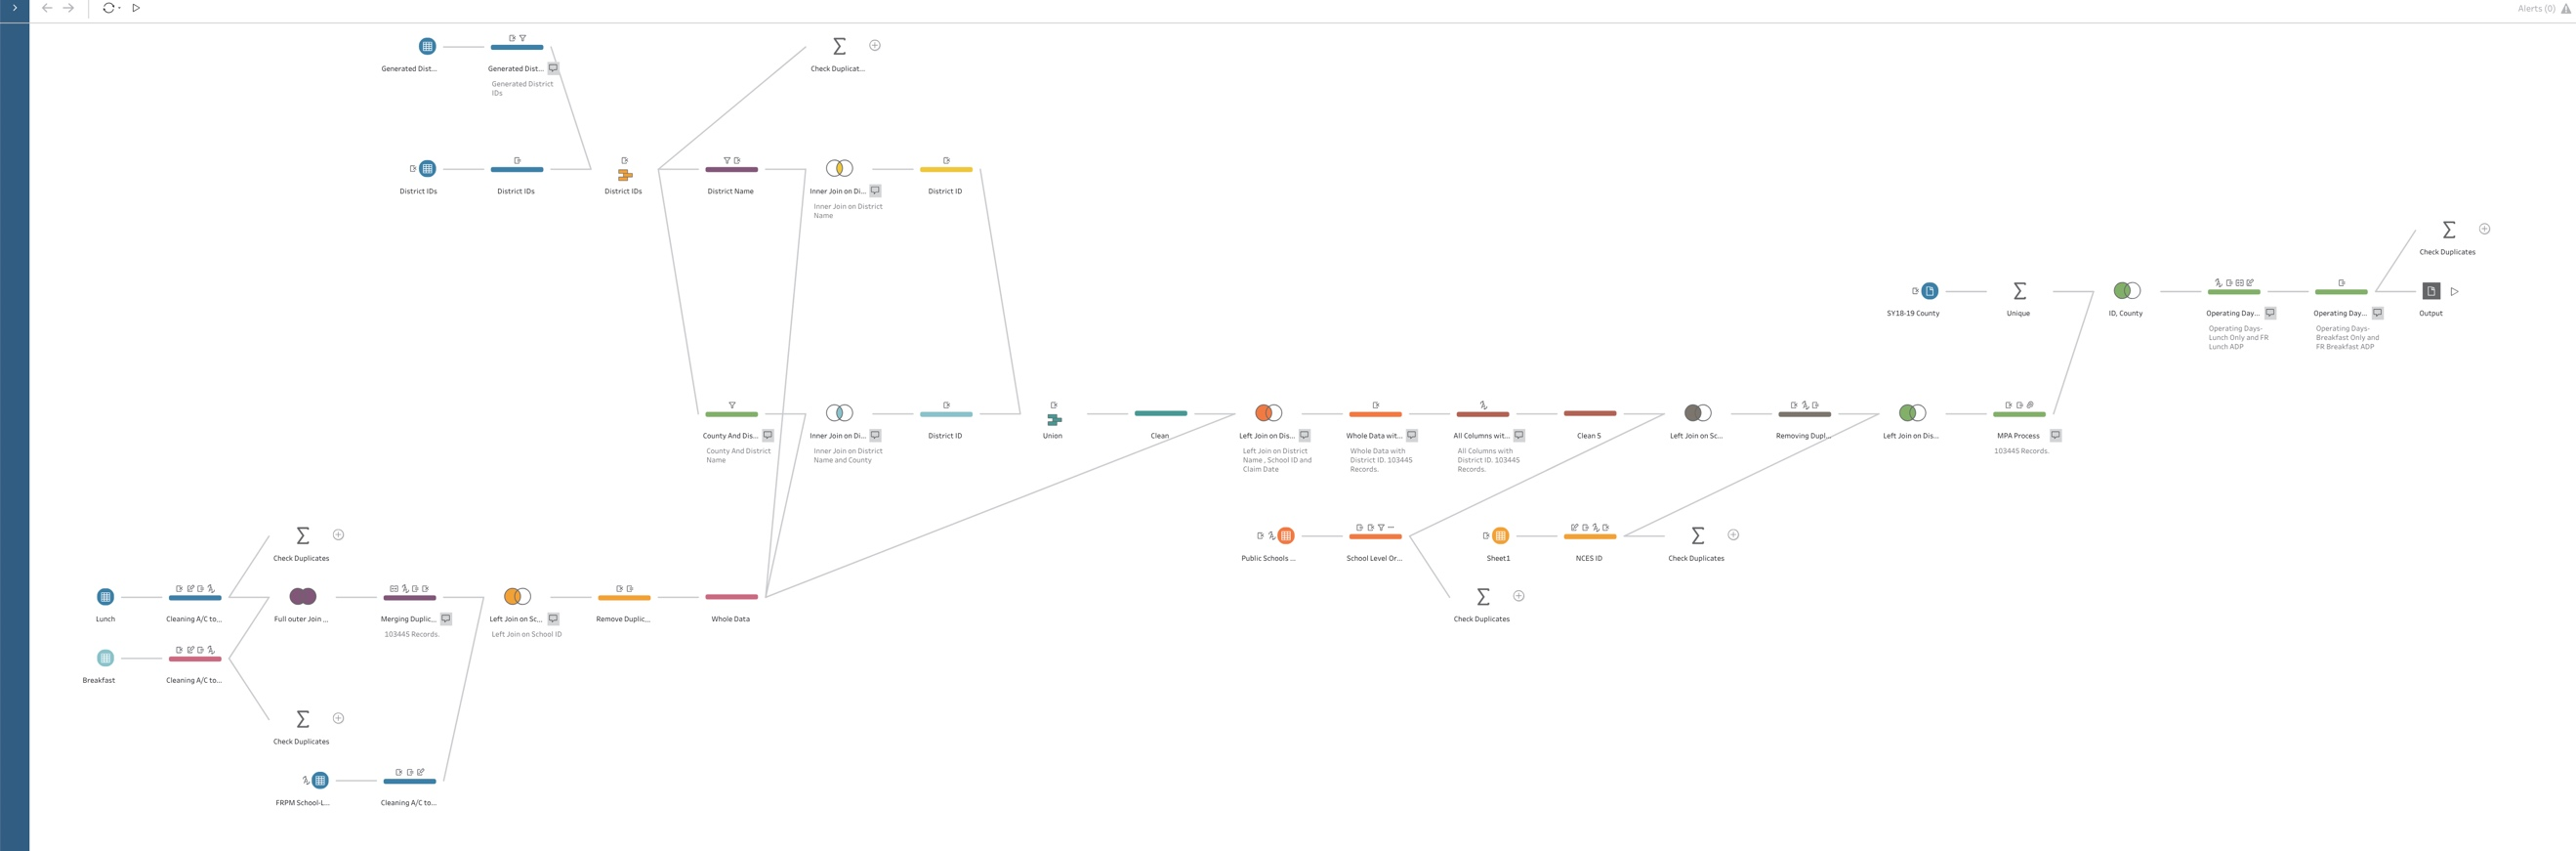 Alerts (0)
Generated Dist...
Generated Dist...
Generated District
IDs
Check Duplicat...
District IDs
District IDs
District IDs
District Name
Inner Join on Di...
Inner Join on District
Name
District ID
Check Duplicates
SY18-19 County
Unique
ID, County
Operating Day...
Operating Days-
Lunch Only and FR
Lunch ADP
Operating Day...
Operating Days-
Breakfast Only and
FR Breakfast ADP
Output
County And Dis...
County And District
Name
Inner Join on Di...
Inner Join on District
Name and County
District ID
Union
Clean
Left Join on Dis...
Left Join on District
Name , School ID and
Claim Date
Whole Data wit...
Whole Data with
District ID. 103445
Records.
All Columns wit...
All Columns with
District ID. 103445
Records.
Clean 5
Left Join on Sc...
Removing Dupl...
Left Join on Dis...
MPA Process
103445 Records.
Check Duplicates
Public Schools ...
School Level Or...
Sheet1
NCES ID
Check Duplicates
Lunch
Cleaning A/C to...
Full outer Join ...
Merging Duplic...
103445 Records.
Left Join on Sc...
Left Join on School ID
Remove Duplic...
Whole Data
Check Duplicates
Breakfast
Cleaning A/C to...
Check Duplicates
FRPM School-L...
Cleaning A/C to...